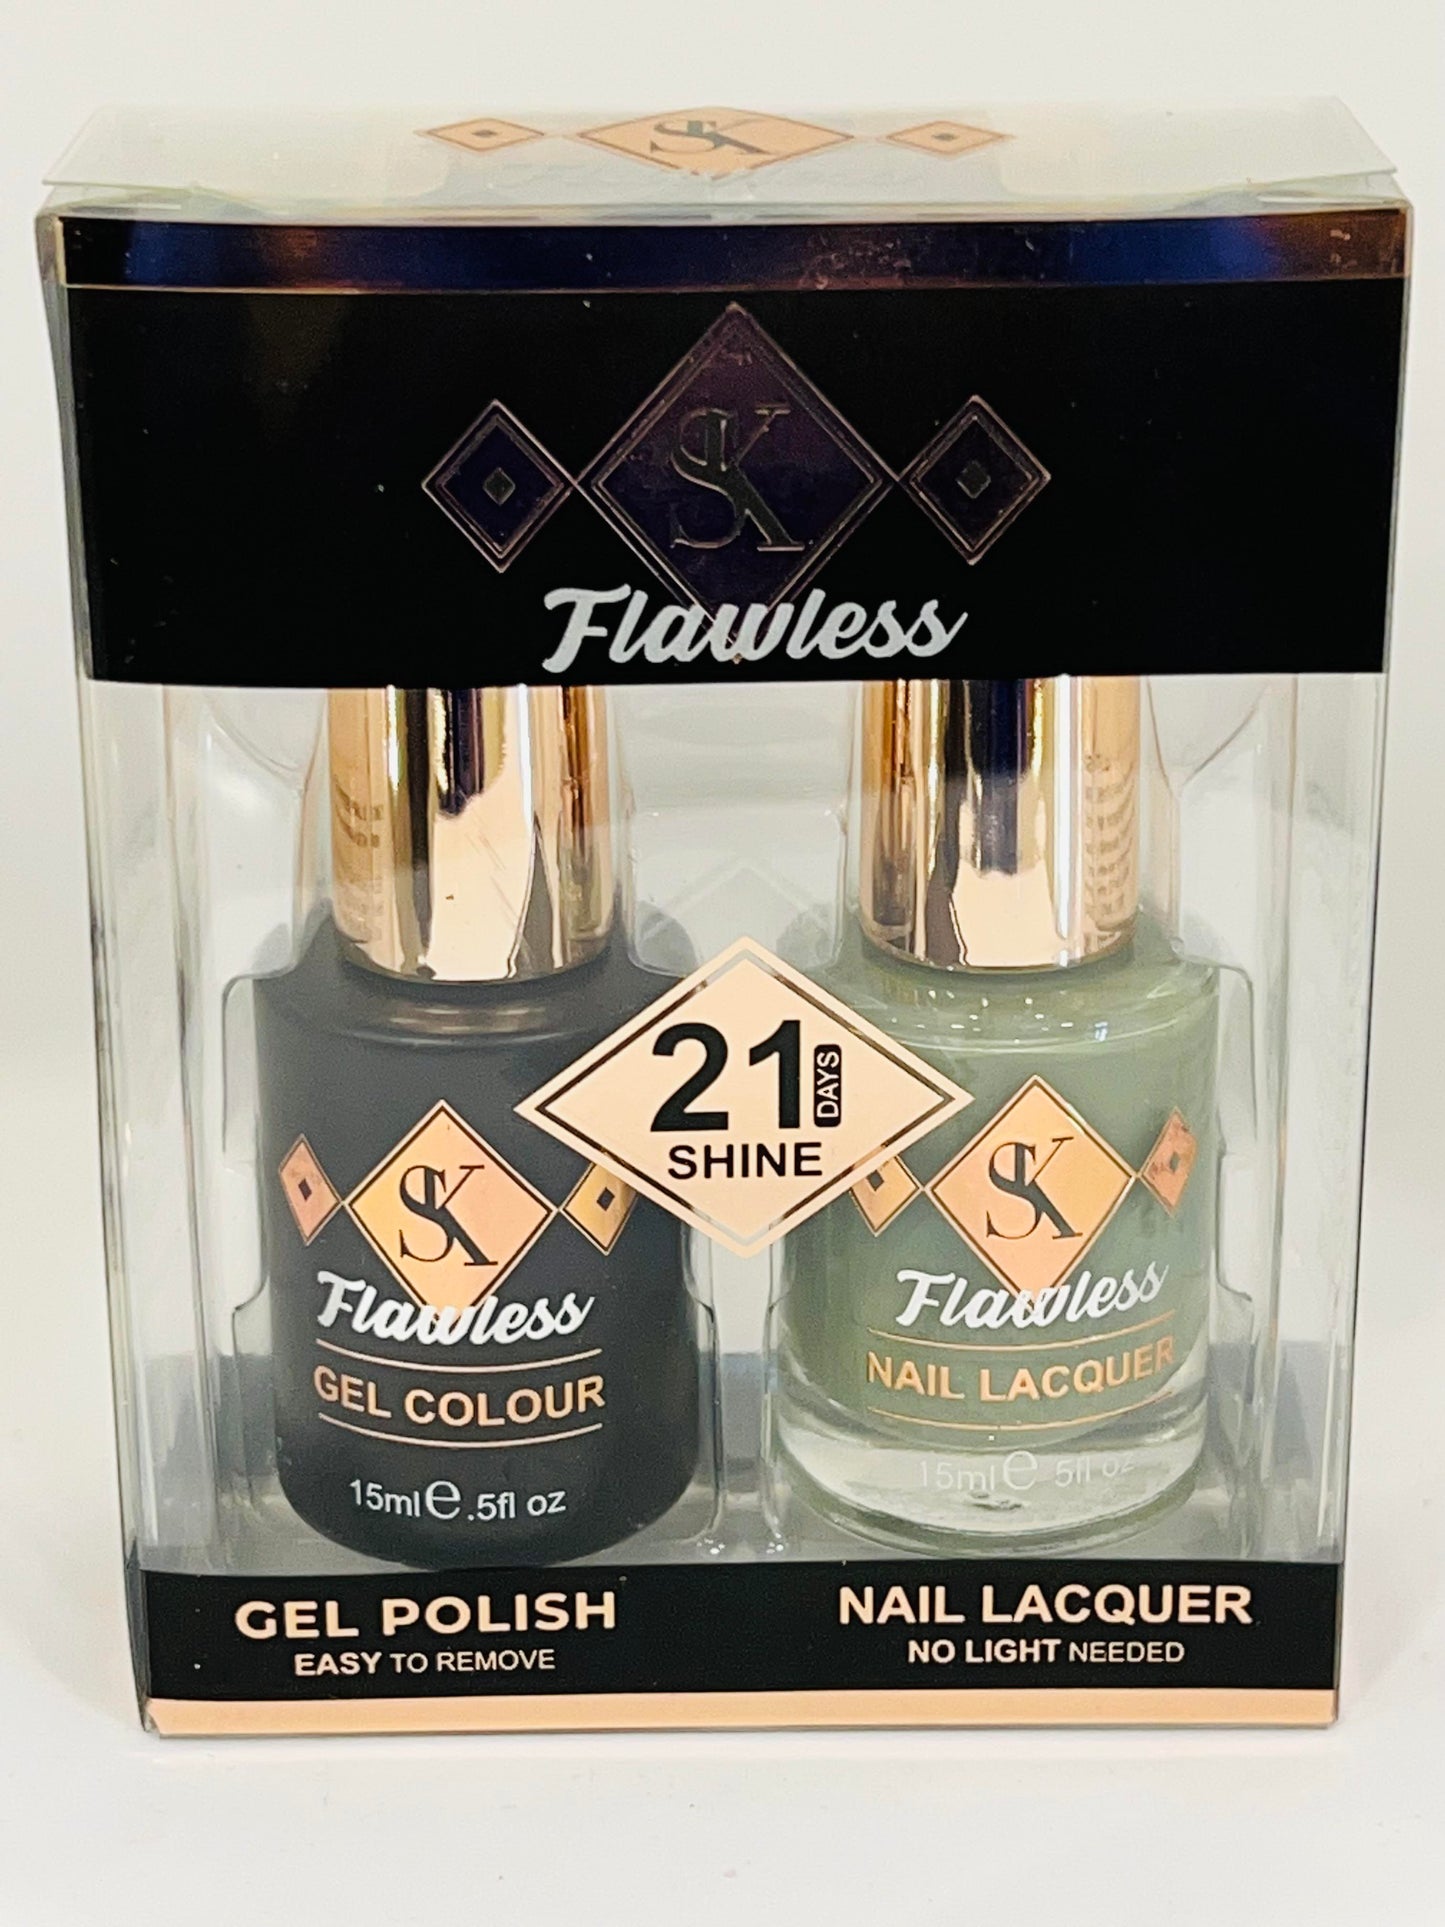 SK
SK
Flawless
21 DAYS
SHINE
SK
Flawless
GEL COLOUR
15ml e .5fl oz
SK
Flawless
NAIL LACQUER
15ml e 5fl oz
GEL POLISH
EASY TO REMOVE
NAIL LACQUER
NO LIGHT NEEDED